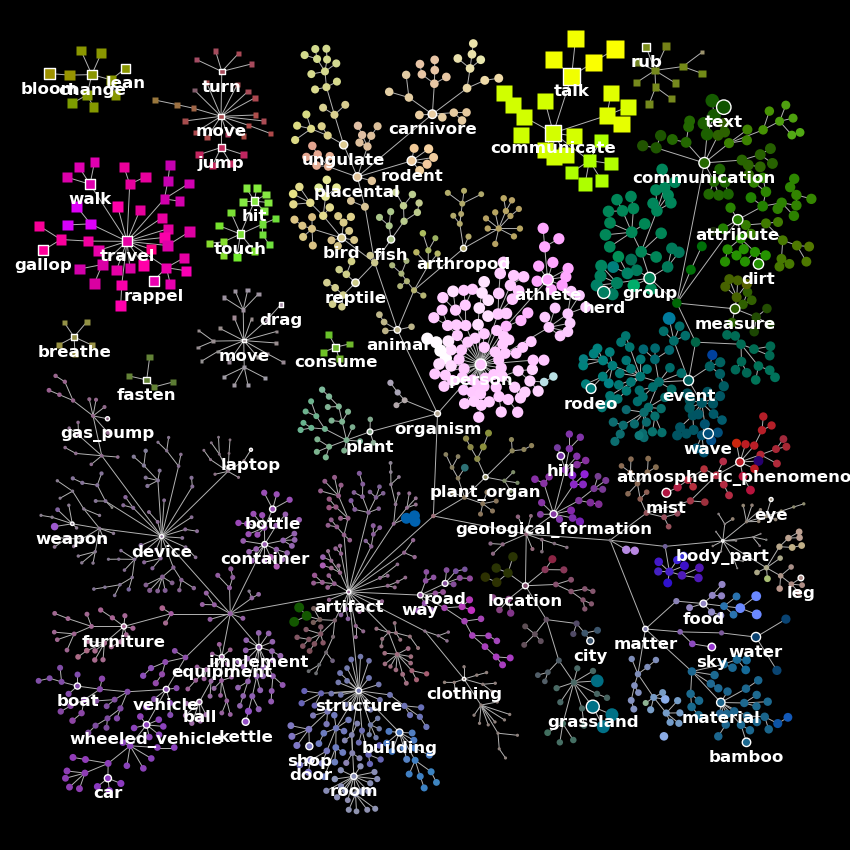 rub
blood
change
lean
turn
talk
text
move
carnivore
communicate
jump
ungulate
placental
rodent
communication
walk
hit
touch
travel
gallop
rappel
bird
fish
arthropod
reptile
attribute
dirt
athlete
nerd
group
measure
drag
breathe
move
consume
animal
person
fasten
organism
rodeo
event
gas_pump
plant
wave
laptop
plant_organ
hill
atmospheric_phenomeno
mist
eye
weapon
device
bottle
container
geological_formation
body_part
artifact
way
road
location
leg
food
furniture
implement
equipment
city
matter
sky
water
boat
vehicle
ball
structure
clothing
grassland
material
wheeled_vehicle
kettle
building
shop
door
bamboo
car
room